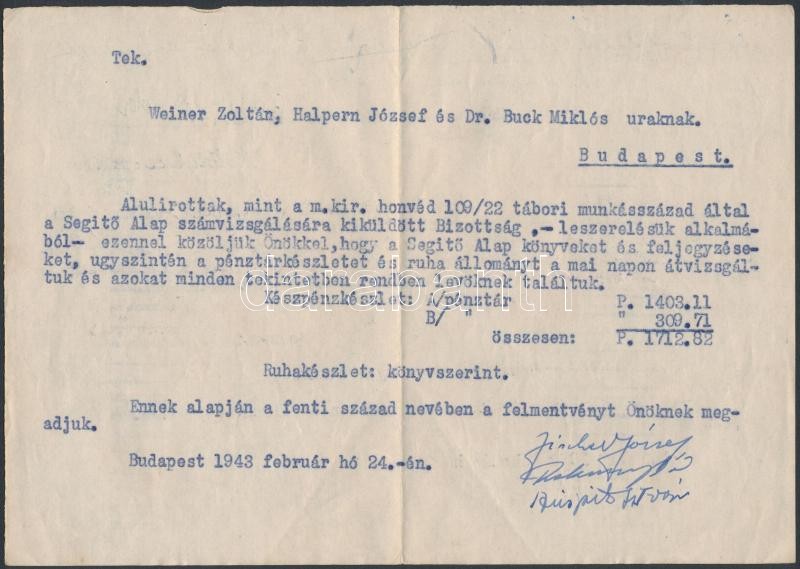 Tek.
Weiner Zoltán, Halpern József és Dr. Buck Miklós uraknak.
Budapest.
Alulirottak, mint a m.kir. honvéd 109/22 tábori munkásszázad által
a Segitő Alap számvizsgálására kiküldött Bizottság ,- leszerelésük alkalmá-
ból- ezennel közöljük Önökkel, hogy a Segitő Alap könyveket és feljegyzése-
ket, ugyszintén a pénztárkészletet és ruha állományt a mai napon átvizsgál-
tuk és azokat minden tekintetben rendben levőknek találtuk.
Készpénzkészlet: A/pénztár P. 1403.11
B/ " " 309.71
összesen: P. 1712.82
Ruhakészlet: könyvszerint.
Ennek alapján a fenti század nevében a felmentvényt Önöknek meg-
adjuk.
Budapest 1943 február hó 24.-én.
József
István
darabanth